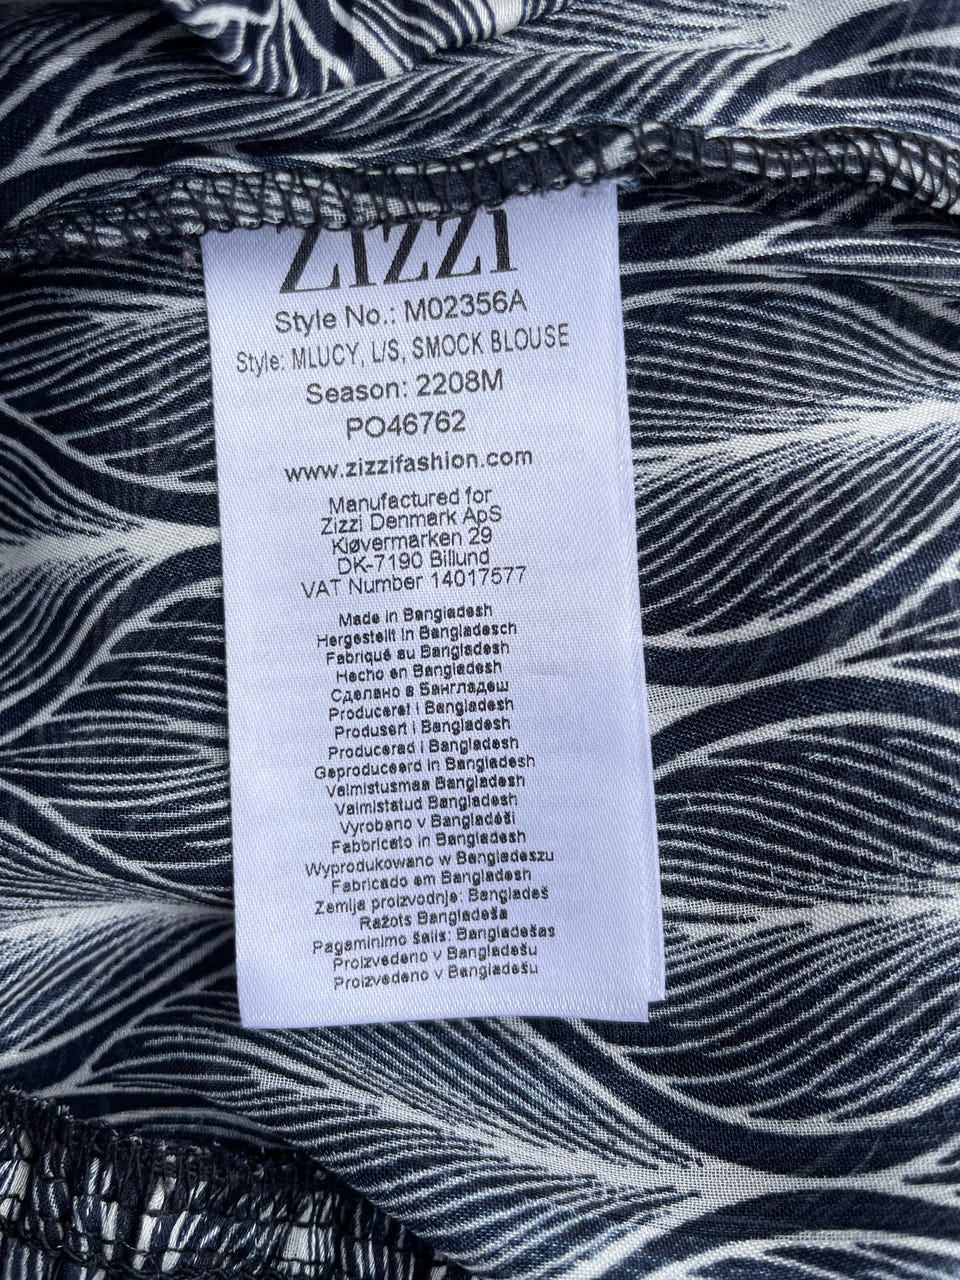 ZIZZI
Style No.: M02356A
Style: MLUCY, L/S, SMOCK BLOUSE
Season: 2208M
PO46762
www.zizzifashion.com
Manufactured for
Zizzi Denmark ApS
Kløvermarken 29
DK-7190 Billund
VAT Number 14017577
Made in Bangladesh
Hergestellt in Bangladesch
Fabriqué au Bangladesh
Hecho en Bangladesh
Сделано в Бангладеш
Produceret i Bangladesh
Produsert i Bangladesh
Producerad i Bangladesh
Geproduceerd in Bangladesh
Valmistusmaa Bangladesh
Valmistatud Bangladesh
Vyrobeno v Bangladéši
Fabbricato in Bangladesh
Wyprodukowano w Bangladeszu
Fabricado em Bangladesh
Zemlja proizvodnje: Bangladeš
Ražots Bangladeša
Pagaminimo šalis: Bangladešas
Proizvedeno v Bangladešu
Proizvedeno v Bangladešu